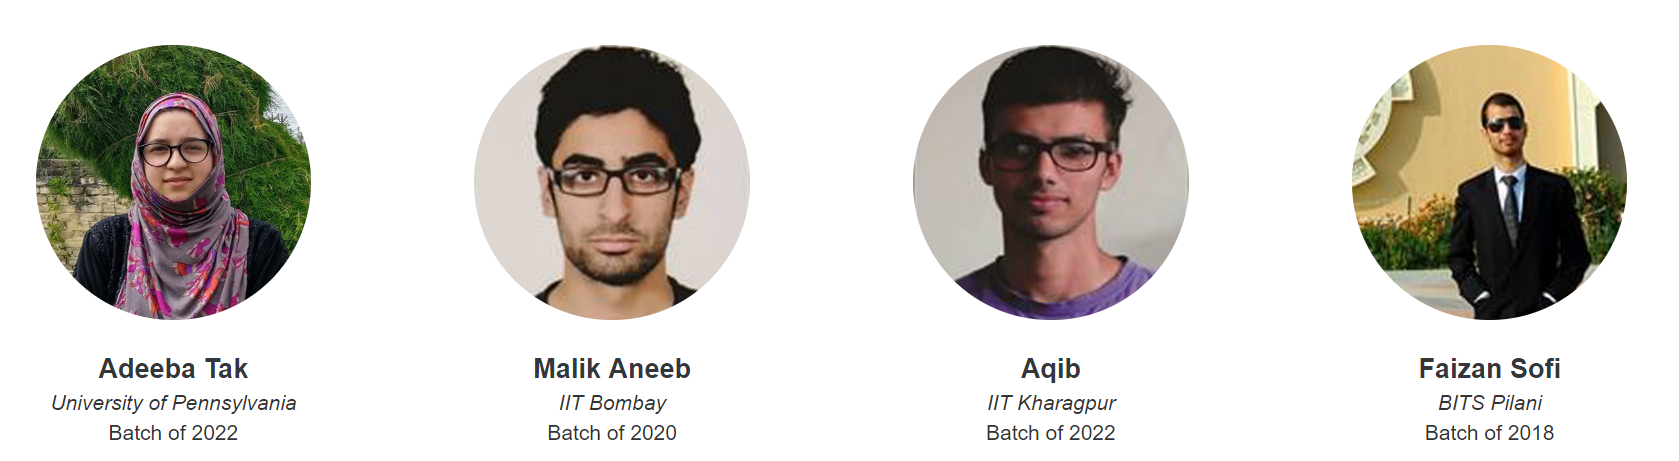 Adeeba Tak
University of Pennsylvania
Batch of 2022
Malik Aneeb
IIT Bombay
Batch of 2020
Aqib
IIT Kharagpur
Batch of 2022
Faizan Sofi
BITS Pilani
Batch of 2018